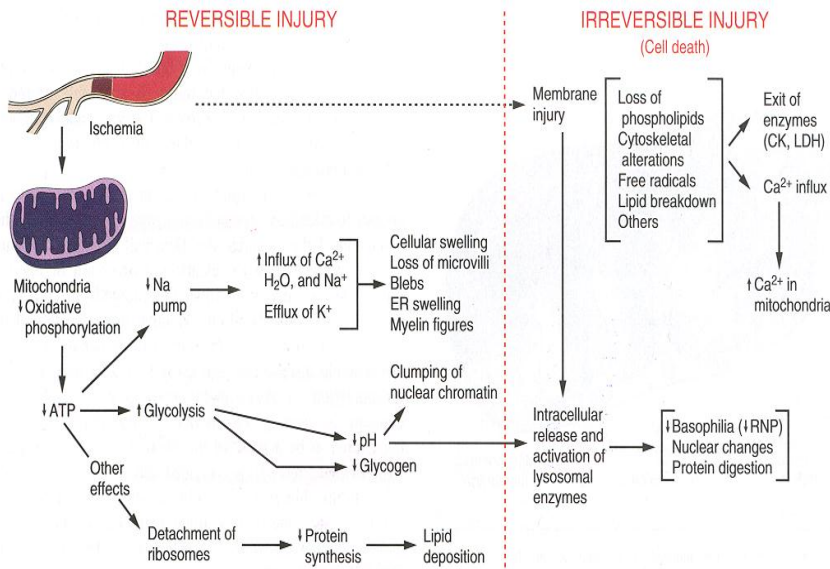 REVERSIBLE INJURY
IRREVERSIBLE INJURY
(Cell death)
Ischemia
Membrane
injury
Loss of
phospholipids
Cytoskeletal
alterations
Free radicals
Lipid breakdown
Others
Exit of
enzymes
(CK, LDH)
Ca²⁺ influx
↑Ca²⁺ in
mitochondria
Mitochondria
↓Oxidative
phosphorylation
↓Na
pump
↑Influx of Ca²⁺
H₂O, and Na⁺
Efflux of K⁺
Cellular swelling
Loss of microvilli
Blebs
ER swelling
Myelin figures
↓ATP
↑Glycolysis
Clumping of
nuclear chromatin
↓pH
↓Glycogen
Intracellular
release and
activation of
lysosomal
enzymes
↓Basophilia (↓RNP)
Nuclear changes
Protein digestion
Other
effects
Detachment of
ribosomes
↓Protein
synthesis
Lipid
deposition